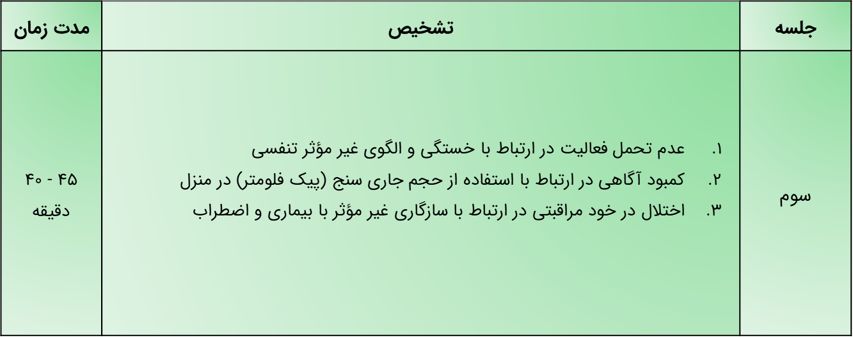 جلسه
تشخیص
مدت زمان
سوم
۱. عدم تحمل فعالیت در ارتباط با خستگی و الگوی غیر مؤثر تنفسی
۲. کمبود آگاهی در ارتباط با استفاده از حجم جاری سنج (پیک فلومتر) در منزل
۳. اختلال در خود مراقبتی در ارتباط با سازگاری غیر مؤثر با بیماری و اضطراب
۴۵ - ۴۰
دقیقه